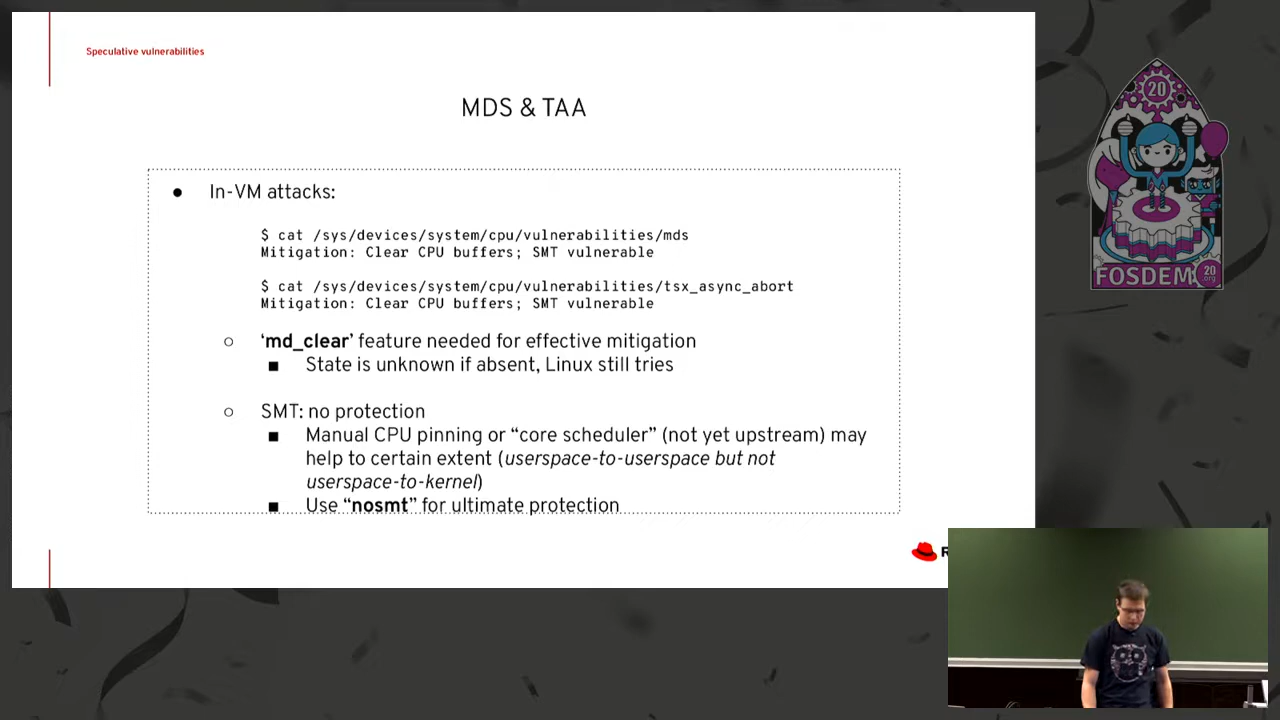 Speculative vulnerabilities
MDS & TAA
● In-VM attacks:
$ cat /sys/devices/system/cpu/vulnerabilities/mds
Mitigation: Clear CPU buffers; SMT vulnerable
$ cat /sys/devices/system/cpu/vulnerabilities/tsx_async_abort
Mitigation: Clear CPU buffers; SMT vulnerable
○ ‘md_clear’ feature needed for effective mitigation
■ State is unknown if absent, Linux still tries
○ SMT: no protection
■ Manual CPU pinning or “core scheduler” (not yet upstream) may
help to certain extent (userspace-to-userspace but not
userspace-to-kernel)
■ Use “nosmt” for ultimate protection
20
FOSDEM 20
.org